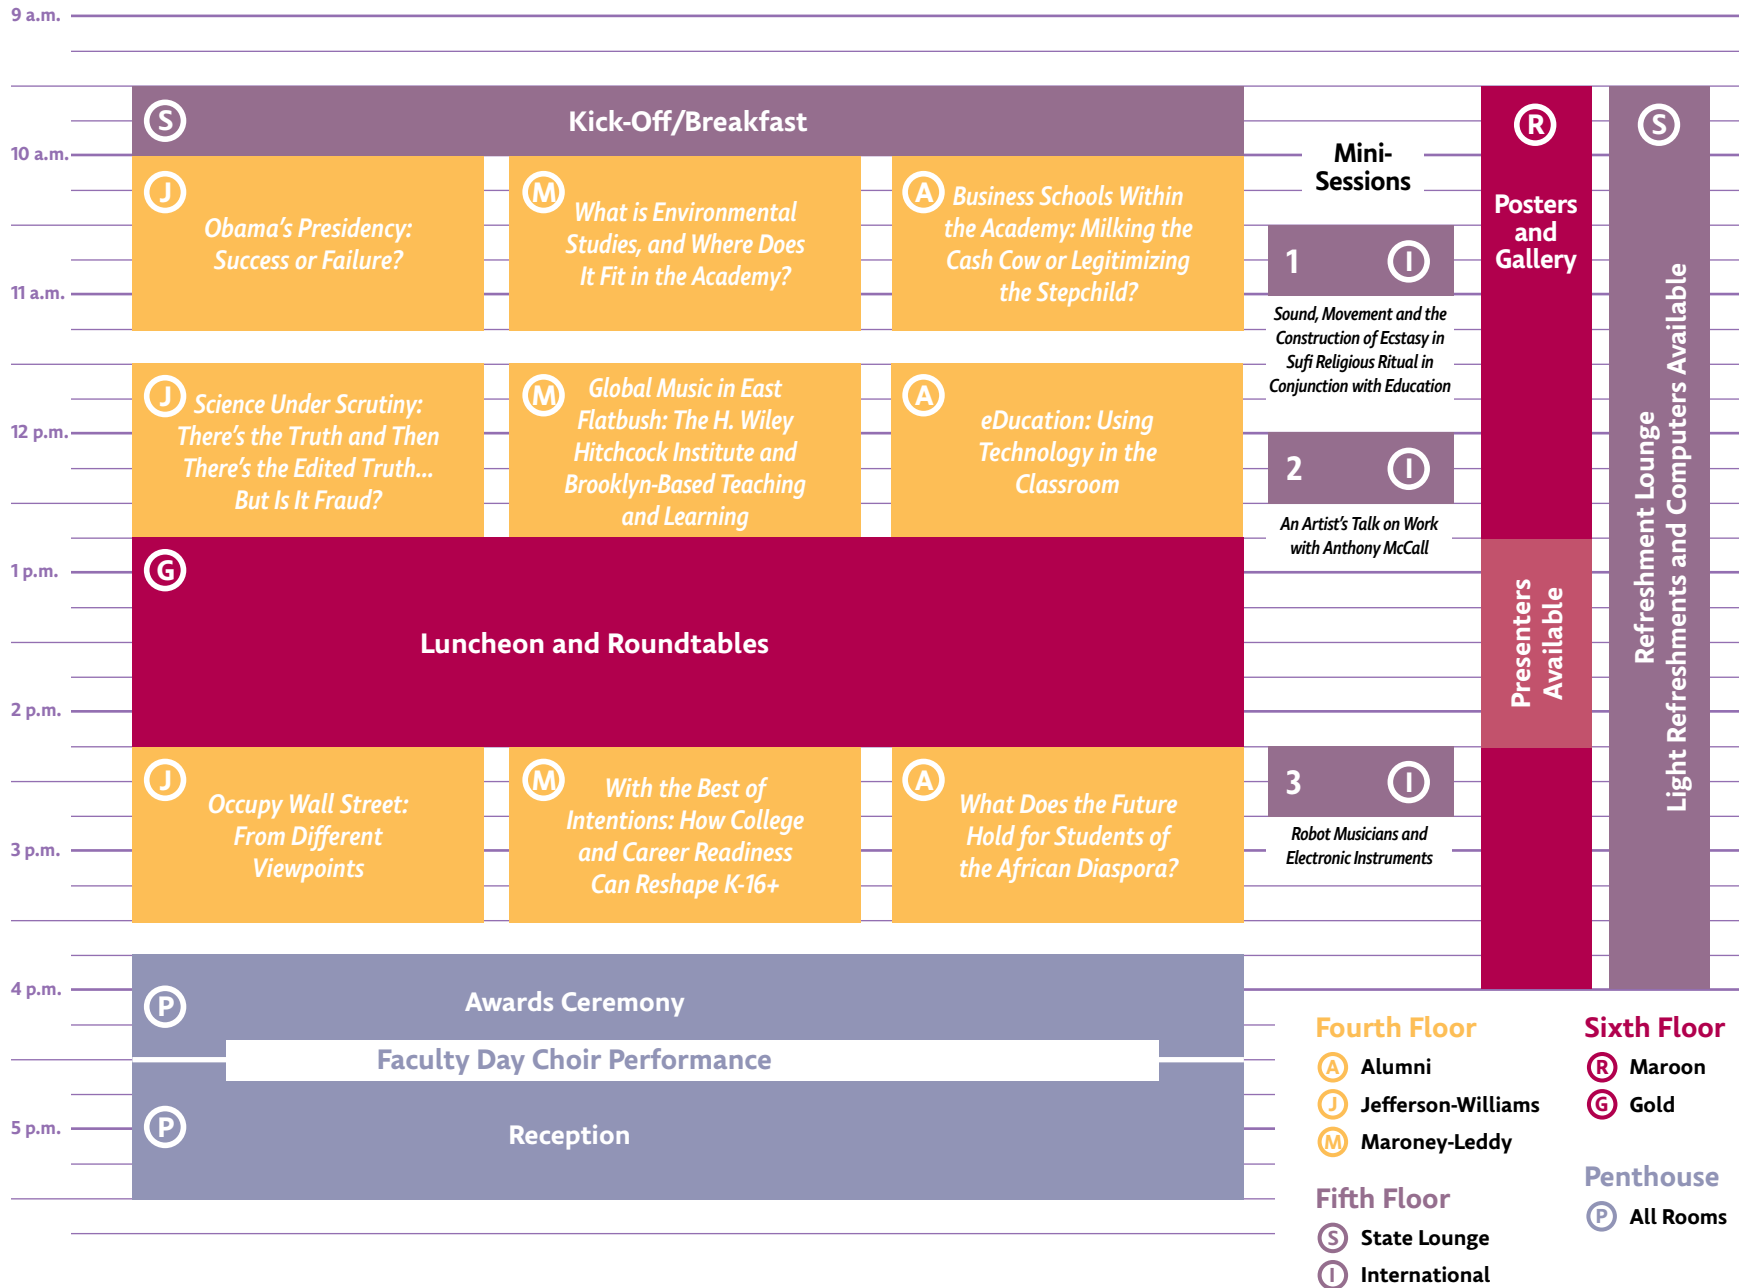 9 a.m.
S
Kick-Off/Breakfast
10 a.m.
J
Obama's Presidency:
Success or Failure?
M
What is Environmental
Studies, and Where Does
It Fit in the Academy?
A
Business Schools Within
the Academy: Milking the
Cash Cow or Legitimizing
the Stepchild?
11 a.m.
J
Science Under Scrutiny:
There's the Truth and Then
There's the Edited Truth...
But Is It Fraud?
M
Global Music in East
Flatbush: The H. Wiley
Hitchcock Institute and
Brooklyn-Based Teaching
and Learning
A
eDucation: Using
Technology in the
Classroom
12 p.m.
1 p.m.
G
Luncheon and Roundtables
2 p.m.
J
Occupy Wall Street:
From Different
Viewpoints
M
With the Best of
Intentions: How College
and Career Readiness
Can Reshape K-16+
A
What Does the Future
Hold for Students of
the African Diaspora?
3 p.m.
4 p.m.
P
Awards Ceremony
Faculty Day Choir Performance
5 p.m.
P
Reception
Mini-
Sessions
1 I
Sound, Movement and the
Construction of Ecstasy in
Sufi Religious Ritual in
Conjunction with Education
2 I
An Artist's Talk on Work
with Anthony McCall
3 I
Robot Musicians and
Electronic Instruments
R
Posters
and
Gallery
Presenters
Available
S
Refreshment Lounge
Light Refreshments and Computers Available
Fourth Floor
A Alumni
J Jefferson-Williams
M Maroney-Leddy
Fifth Floor
S State Lounge
I International
Sixth Floor
R Maroon
G Gold
Penthouse
P All Rooms